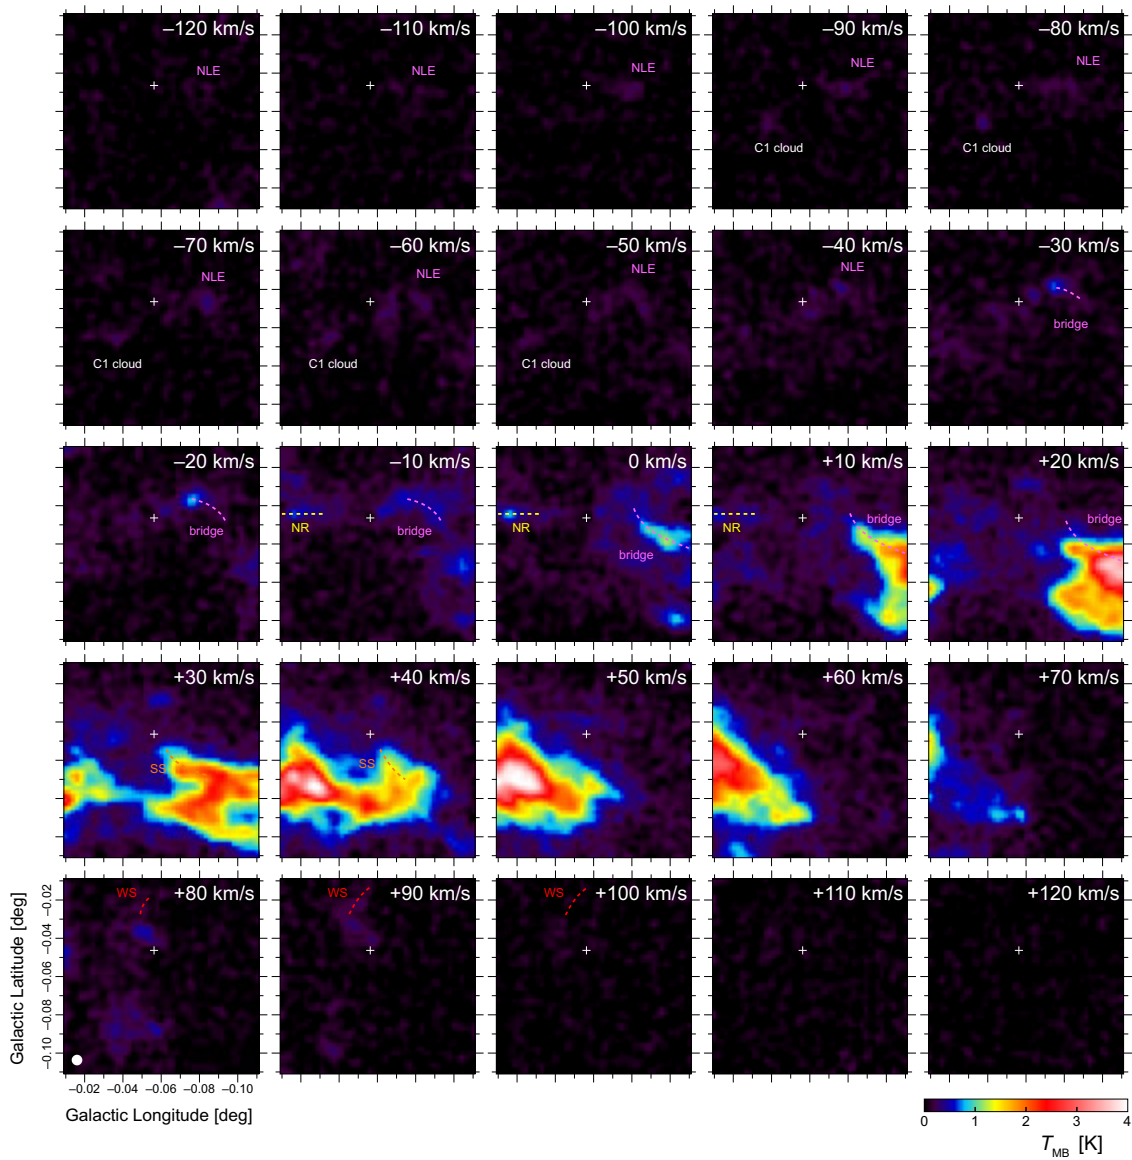 –120 km/s
–110 km/s
–100 km/s
–90 km/s
–80 km/s
NLE
NLE
NLE
NLE
NLE
C1 cloud
C1 cloud
–70 km/s
–60 km/s
–50 km/s
–40 km/s
–30 km/s
NLE
NLE
NLE
NLE
bridge
C1 cloud
C1 cloud
C1 cloud
–20 km/s
–10 km/s
0 km/s
+10 km/s
+20 km/s
bridge
NR
bridge
NR
bridge
NR
bridge
bridge
+30 km/s
+40 km/s
+50 km/s
+60 km/s
+70 km/s
SS
SS
+80 km/s
+90 km/s
+100 km/s
+110 km/s
+120 km/s
WS
WS
WS
Galactic Latitude [deg]
–0.02
–0.04
–0.06
–0.08
–0.10
–0.02 –0.04 –0.06 –0.08 –0.10
Galactic Longitude [deg]
0 1 2 3 4
TMB [K]